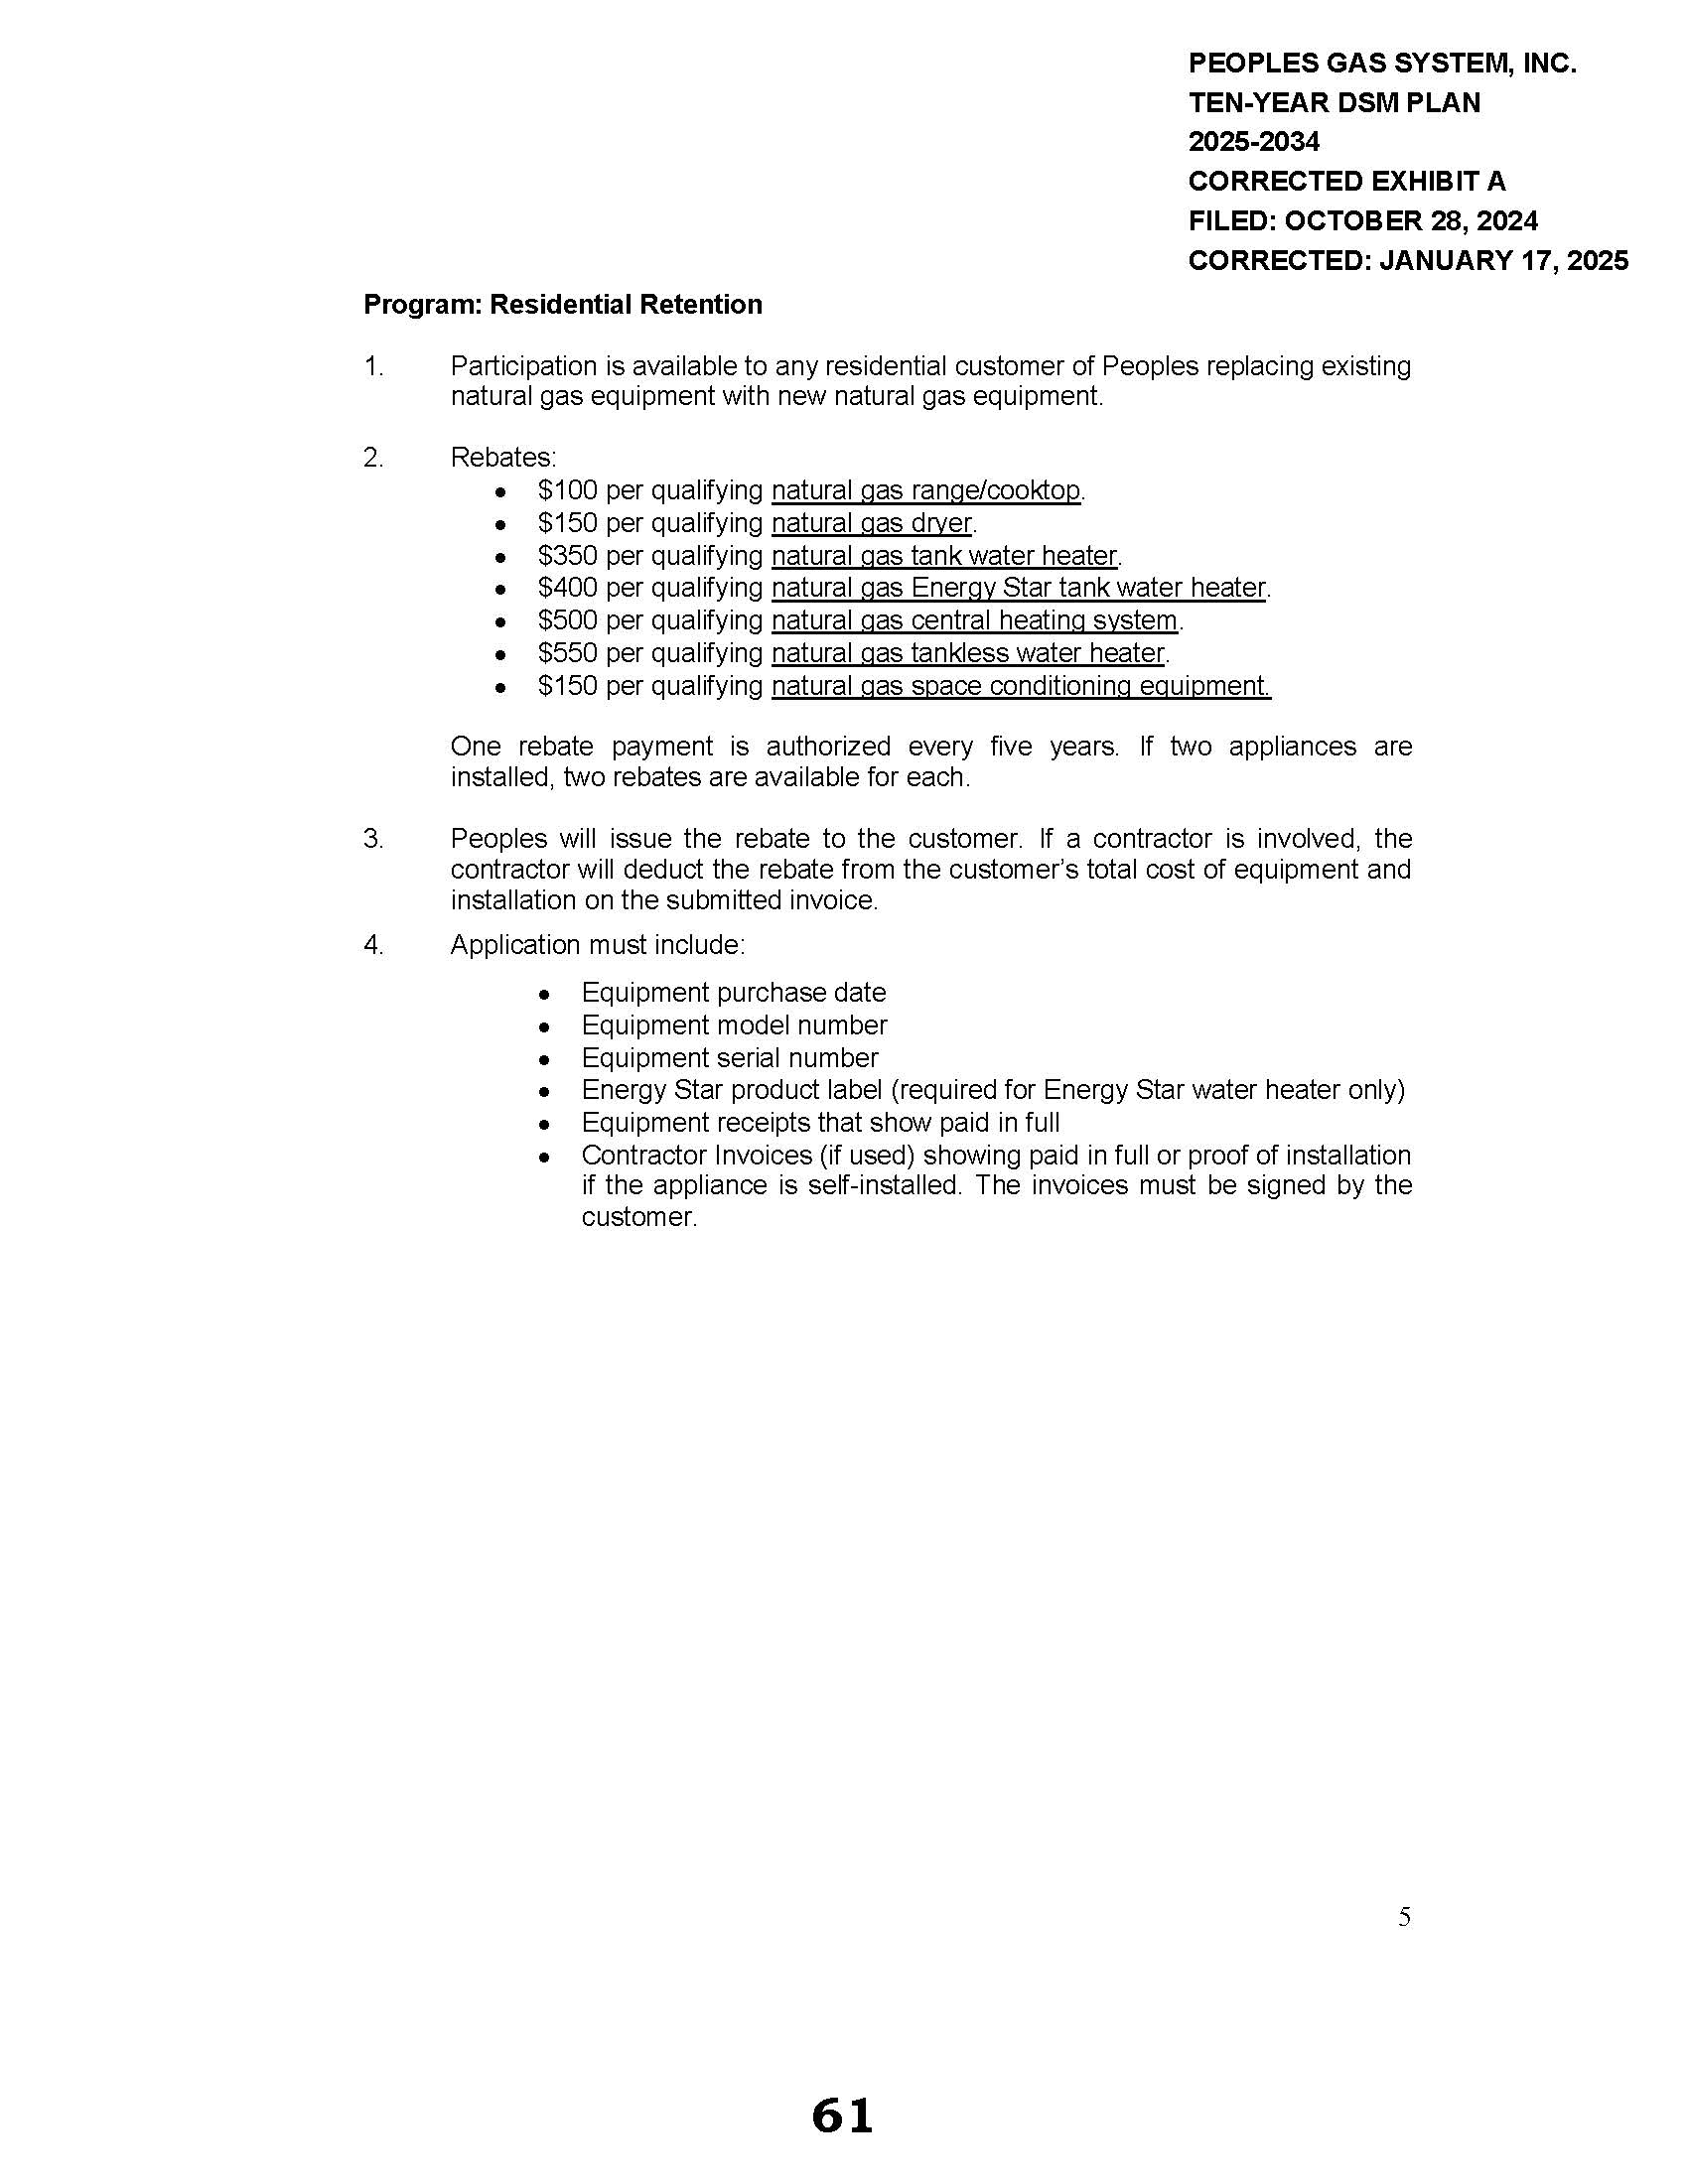 PEOPLES GAS SYSTEM, INC.
TEN-YEAR DSM PLAN
2025-2034
CORRECTED EXHIBIT A
FILED: OCTOBER 28, 2024
CORRECTED: JANUARY 17, 2025
Program: Residential Retention
1. Participation is available to any residential customer of Peoples replacing existing
natural gas equipment with new natural gas equipment.
2. Rebates:
• $100 per qualifying natural gas range/cooktop.
• $150 per qualifying natural gas dryer.
• $350 per qualifying natural gas tank water heater.
• $400 per qualifying natural gas Energy Star tank water heater.
• $500 per qualifying natural gas central heating system.
• $550 per qualifying natural gas tankless water heater.
• $150 per qualifying natural gas space conditioning equipment.
One rebate payment is authorized every five years. If two appliances are
installed, two rebates are available for each.
3. Peoples will issue the rebate to the customer. If a contractor is involved, the
contractor will deduct the rebate from the customer's total cost of equipment and
installation on the submitted invoice.
4. Application must include:
• Equipment purchase date
• Equipment model number
• Equipment serial number
• Energy Star product label (required for Energy Star water heater only)
• Equipment receipts that show paid in full
• Contractor Invoices (if used) showing paid in full or proof of installation
if the appliance is self-installed. The invoices must be signed by the
customer.
5
61